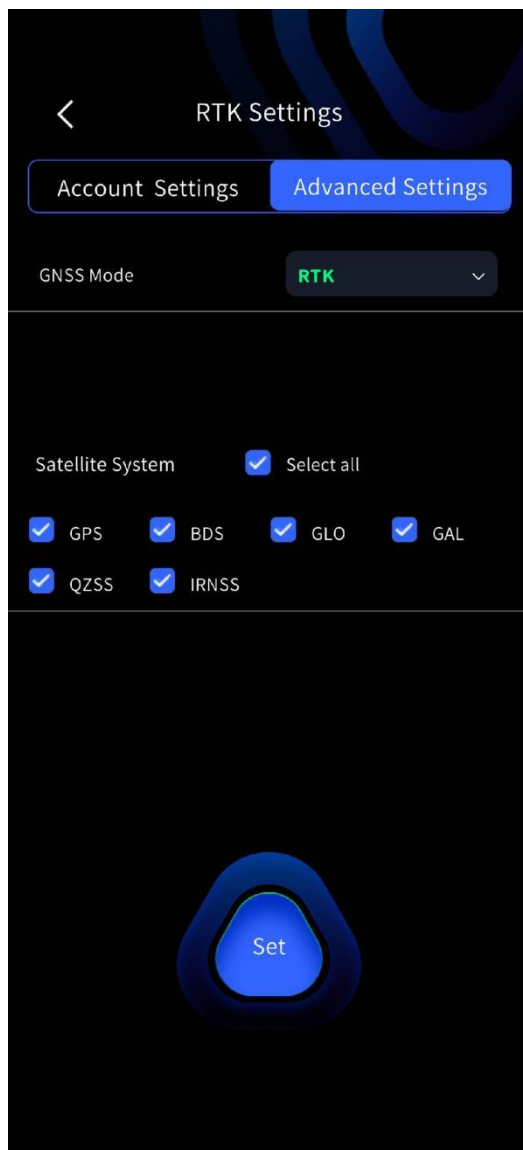 RTK Settings
Account Settings Advanced Settings
GNSS Mode RTK
Satellite System Select all
GPS BDS GLO GAL
QZSS IRNSS
Set